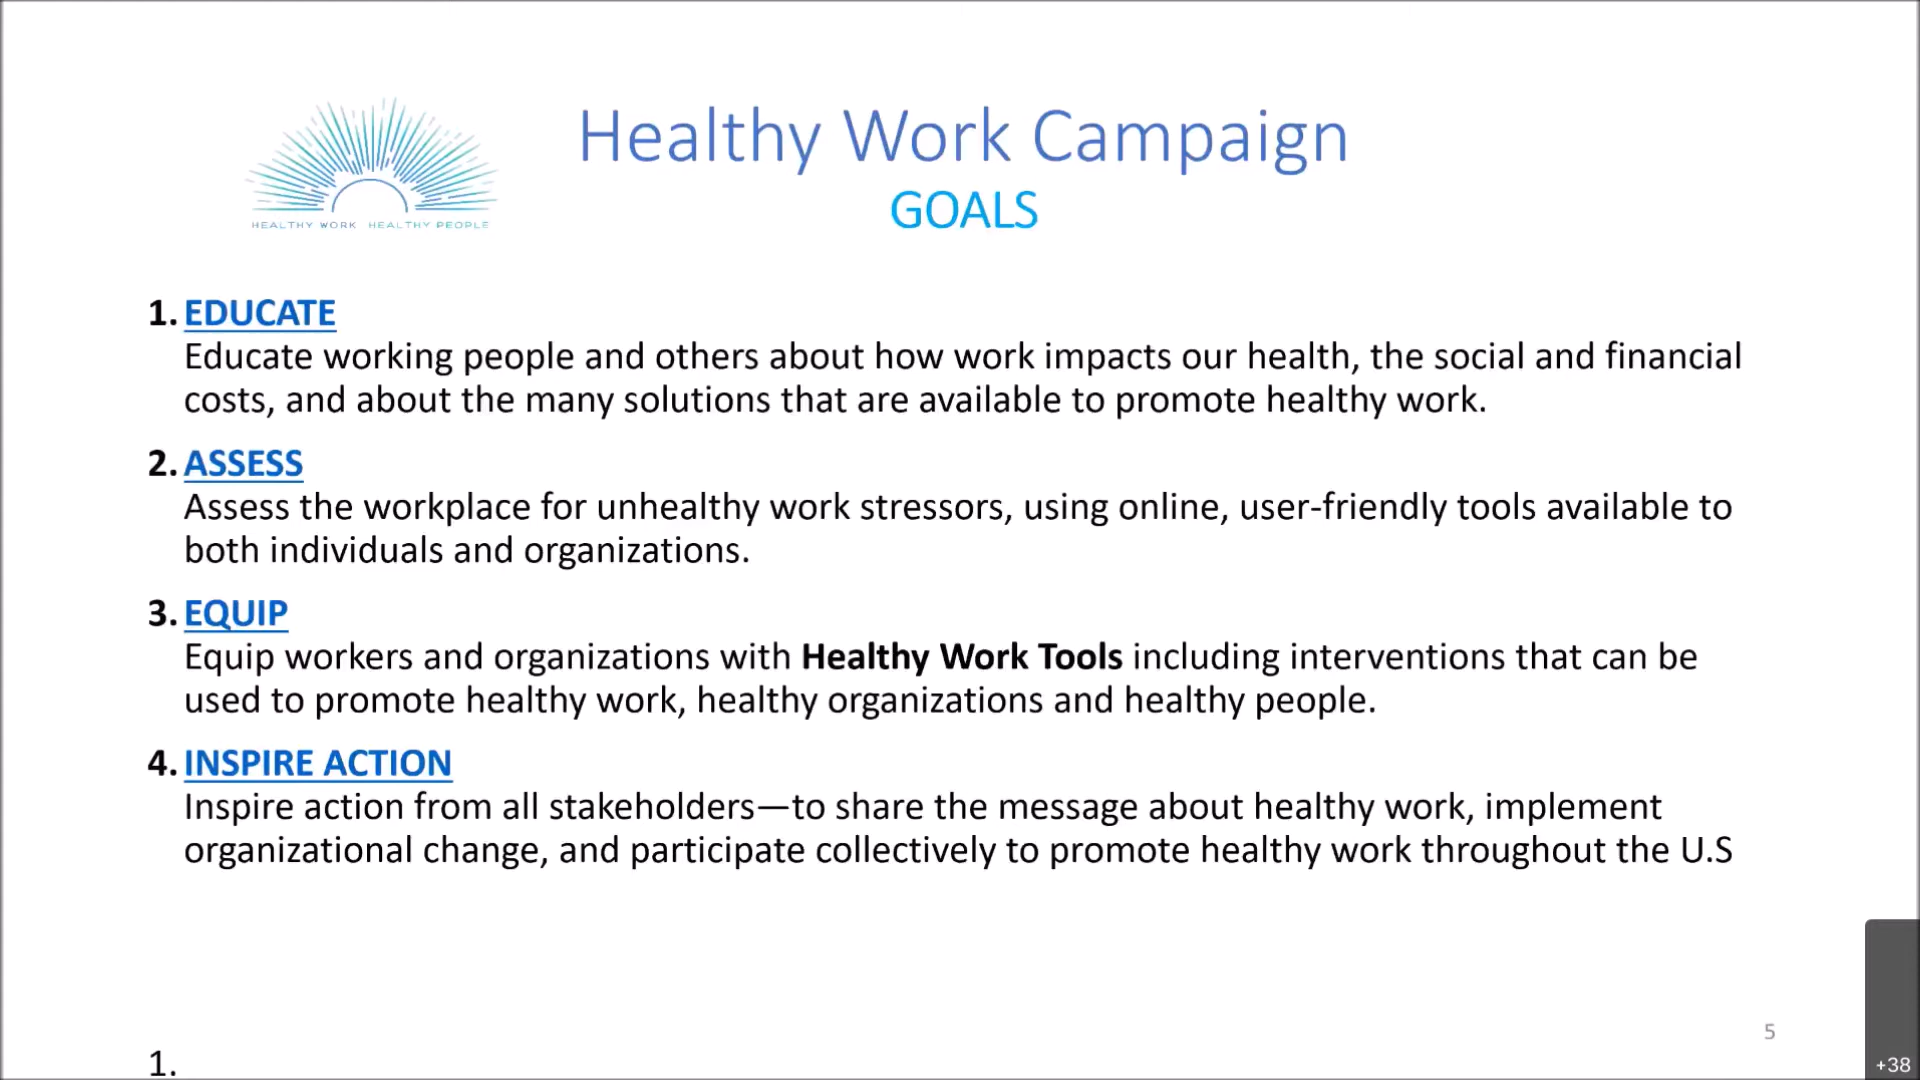 Healthy Work Campaign
GOALS
HEALTHY WORK HEALTHY PEOPLE
1. EDUCATE
Educate working people and others about how work impacts our health, the social and financial
costs, and about the many solutions that are available to promote healthy work.
2. ASSESS
Assess the workplace for unhealthy work stressors, using online, user-friendly tools available to
both individuals and organizations.
3. EQUIP
Equip workers and organizations with Healthy Work Tools including interventions that can be
used to promote healthy work, healthy organizations and healthy people.
4. INSPIRE ACTION
Inspire action from all stakeholders—to share the message about healthy work, implement
organizational change, and participate collectively to promote healthy work throughout the U.S
5
1.
+38